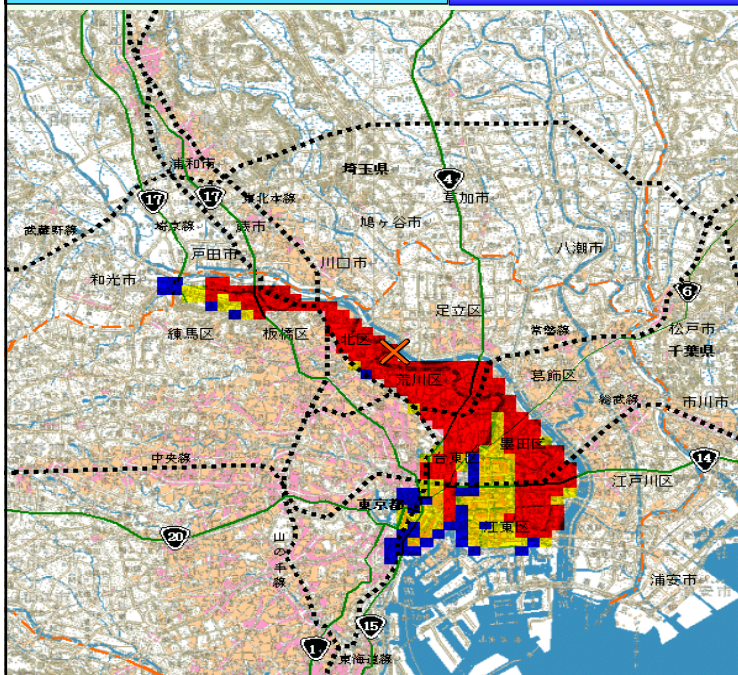 浦和市
埼玉県
17
17
東北本線
4
草加市
武蔵野線
埼京線
蕨市
鳩ヶ谷市
戸田市
川口市
八潮市
和光市
6
足立区
練馬区
板橋区
北区
常磐線
松戸市
千葉県
荒川区
葛飾区
総武線
市川市
墨田区
中央線
台東区
14
江戸川区
東京都
江東区
20
山の手線
浦安市
15
1
東海道線